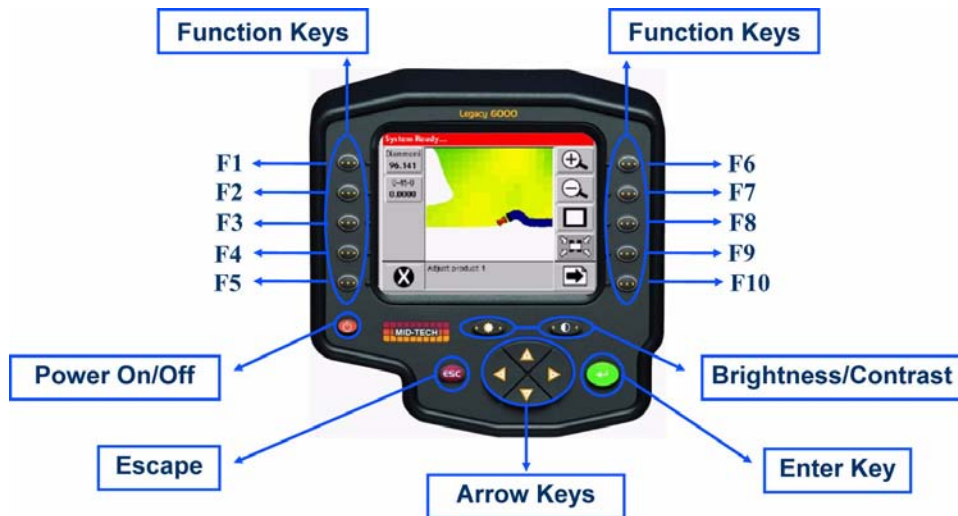 Function Keys
Function Keys
Legacy 6000
System Ready...
96.141
0.0000
Adjust product 1
F1
F2
F3
F4
F5
F6
F7
F8
F9
F10
MID-TECH
ESC
Power On/Off
Brightness/Contrast
Escape
Enter Key
Arrow Keys